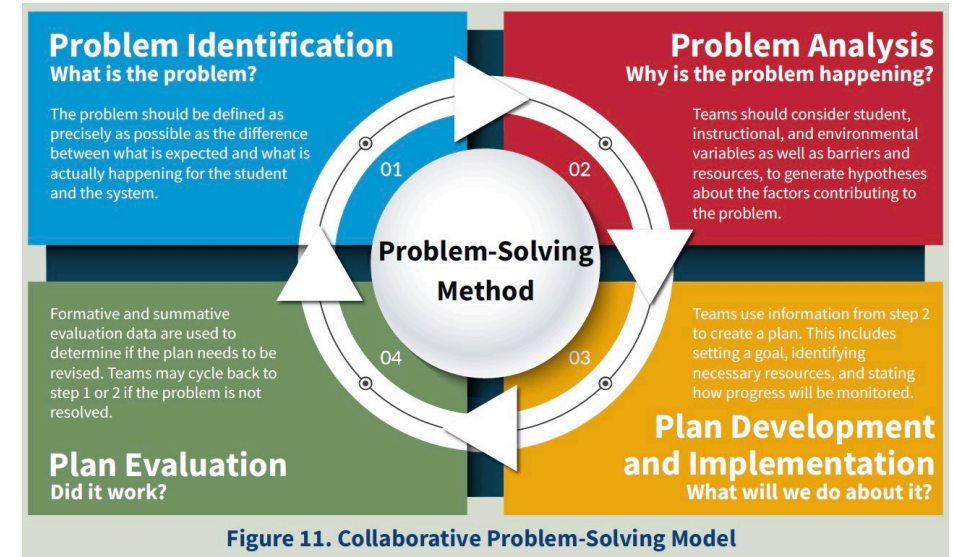 Problem Identification
What is the problem?
The problem should be defined as
precisely as possible as the difference
between what is expected and what is
actually happening for the student
and the system.
01
Problem Analysis
Why is the problem happening?
Teams should consider student,
instructional, and environmental
variables as well as barriers and
resources, to generate hypotheses
about the factors contributing to
the problem.
02
Problem-Solving
Method
Teams use information from step 2
to create a plan. This includes
setting a goal, identifying
necessary resources, and stating
how progress will be monitored.
03
Plan Development
and Implementation
What will we do about it?
Formative and summative
evaluation data are used to
determine if the plan needs to be
revised. Teams may cycle back to
step 1 or 2 if the problem is not
resolved.
04
Plan Evaluation
Did it work?
Figure 11. Collaborative Problem-Solving Model